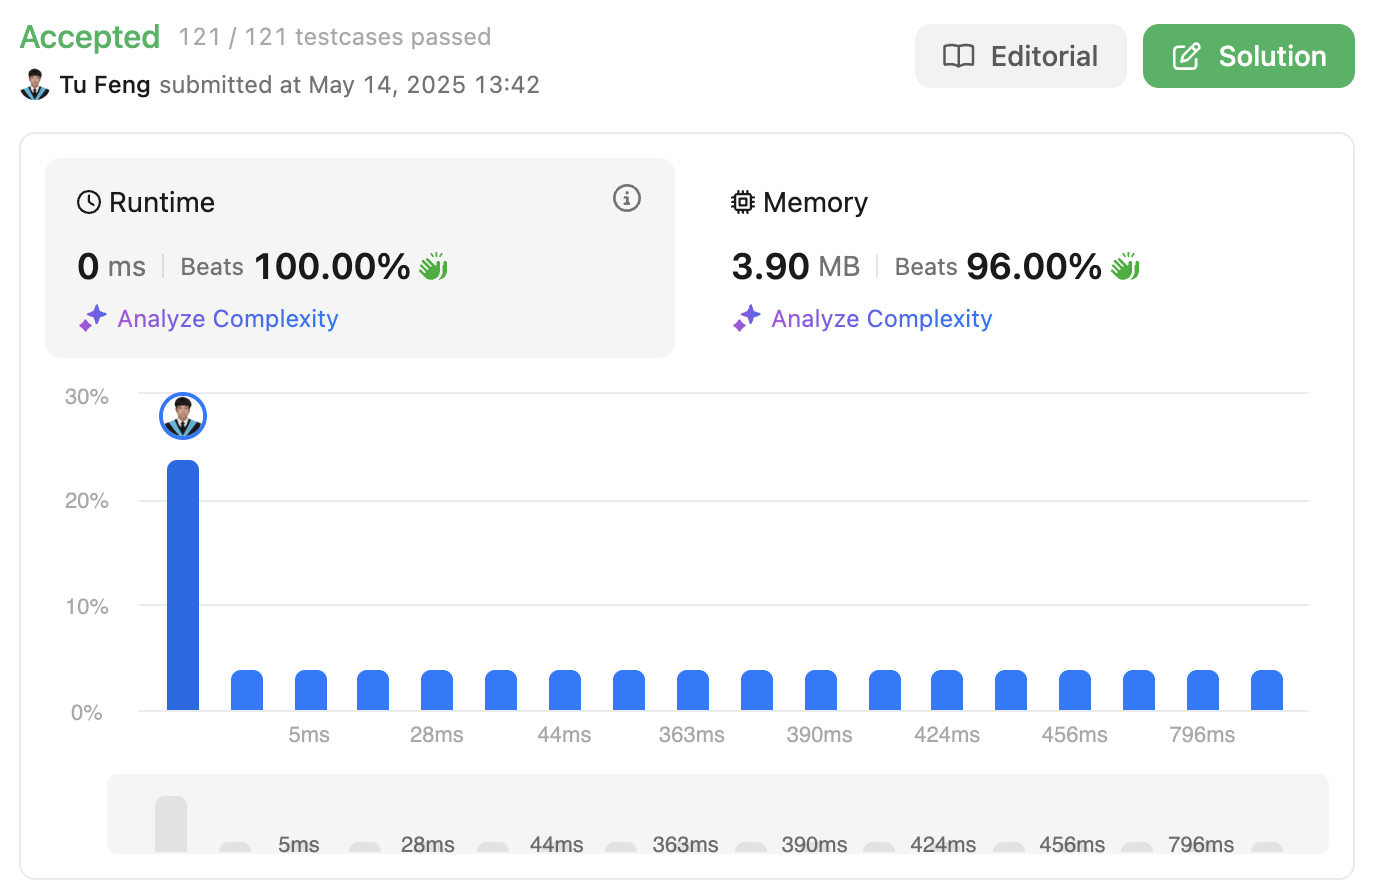 Accepted 121 / 121 testcases passed
Tu Feng submitted at May 14, 2025 13:42
Editorial
Solution
Runtime
0 ms Beats 100.00%
Analyze Complexity
Memory
3.90 MB Beats 96.00%
Analyze Complexity
30%
20%
10%
0%
5ms 28ms 44ms 363ms 390ms 424ms 456ms 796ms
5ms 28ms 44ms 363ms 390ms 424ms 456ms 796ms